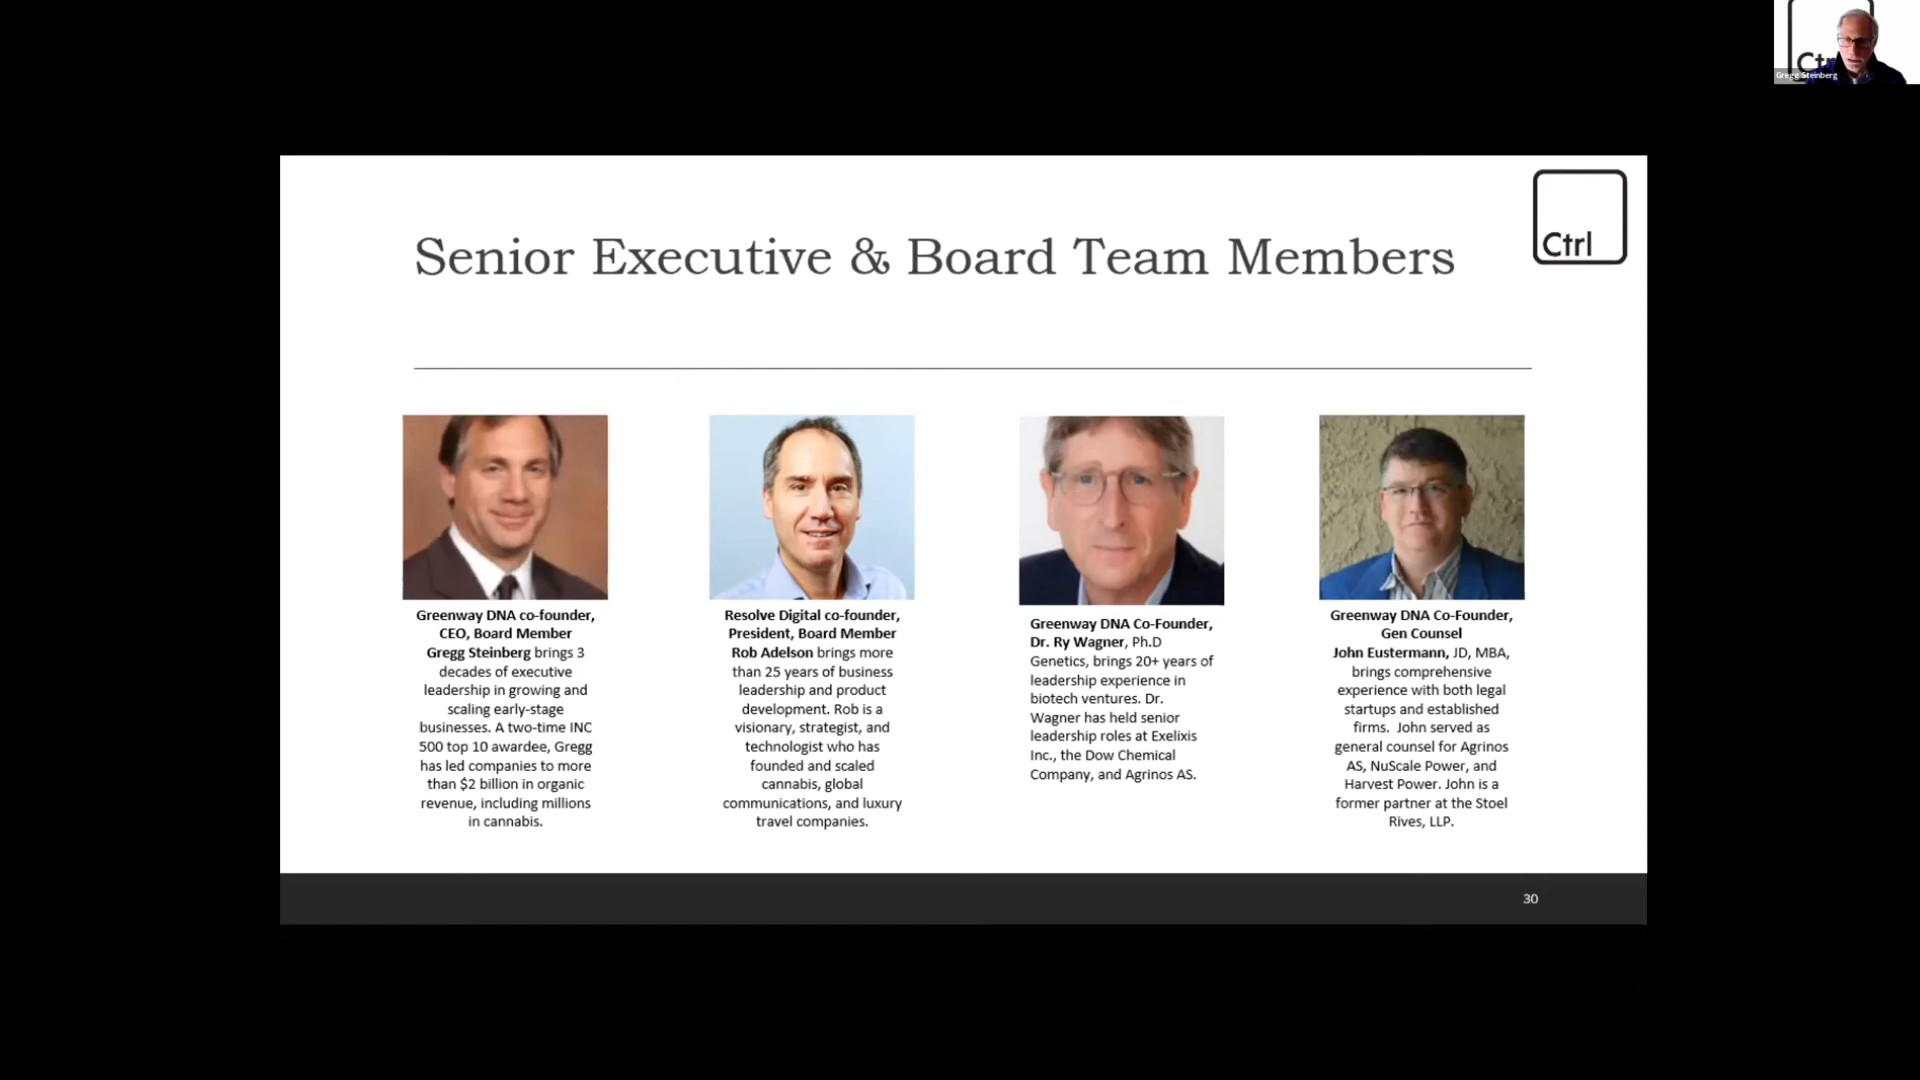 Ctrl
Gregg Steinberg
Ctrl
Senior Executive & Board Team Members
Greenway DNA co-founder,
CEO, Board Member
Gregg Steinberg brings 3
decades of executive
leadership in growing and
scaling early-stage
businesses. A two-time INC
500 top 10 awardee, Gregg
has led companies to more
than $2 billion in organic
revenue, including millions
in cannabis.
Resolve Digital co-founder,
President, Board Member
Rob Adelson brings more
than 25 years of business
leadership and product
development. Rob is a
visionary, strategist, and
technologist who has
founded and scaled
cannabis, global
communications, and luxury
travel companies.
Greenway DNA Co-Founder,
Dr. Ry Wagner, Ph.D
Genetics, brings 20+ years of
leadership experience in
biotech ventures. Dr.
Wagner has held senior
leadership roles at Exelixis
Inc., the Dow Chemical
Company, and Agrinos AS.
Greenway DNA Co-Founder,
Gen Counsel
John Eustermann, JD, MBA,
brings comprehensive
experience with both legal
startups and established
firms. John served as
general counsel for Agrinos
AS, NuScale Power, and
Harvest Power. John is a
former partner at the Stoel
Rives, LLP.
30